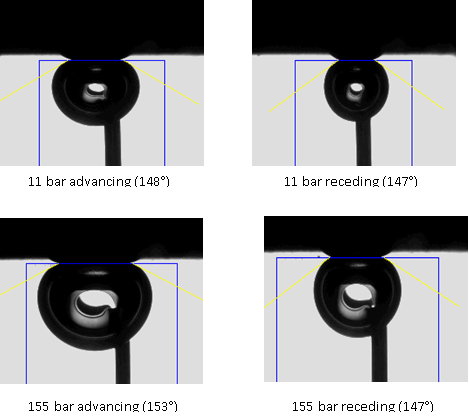 11 bar advancing (148°)
11 bar receding (147°)
155 bar advancing (153°)
155 bar receding (147°)